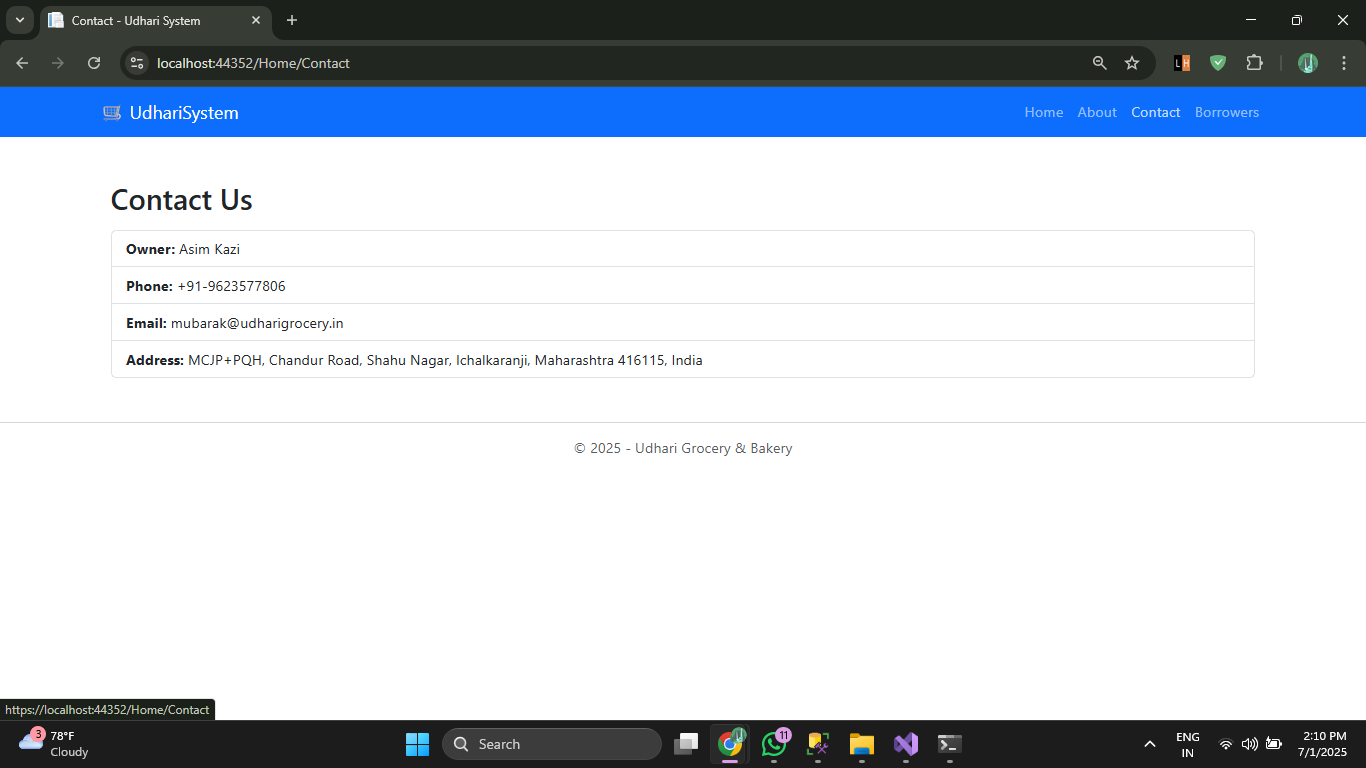 Contact - Udhari System
localhost:44352/Home/Contact
L H
UdhariSystem
Home About Contact Borrowers
Contact Us
Owner: Asim Kazi
Phone: +91-9623577806
Email: mubarak@udharigrocery.in
Address: MCJP+PQH, Chandur Road, Shahu Nagar, Ichalkaranji, Maharashtra 416115, India
© 2025 - Udhari Grocery & Bakery
https://localhost:44352/Home/Contact
3
78°F
Cloudy
Search
11
ENG
IN
2:10 PM
7/1/2025